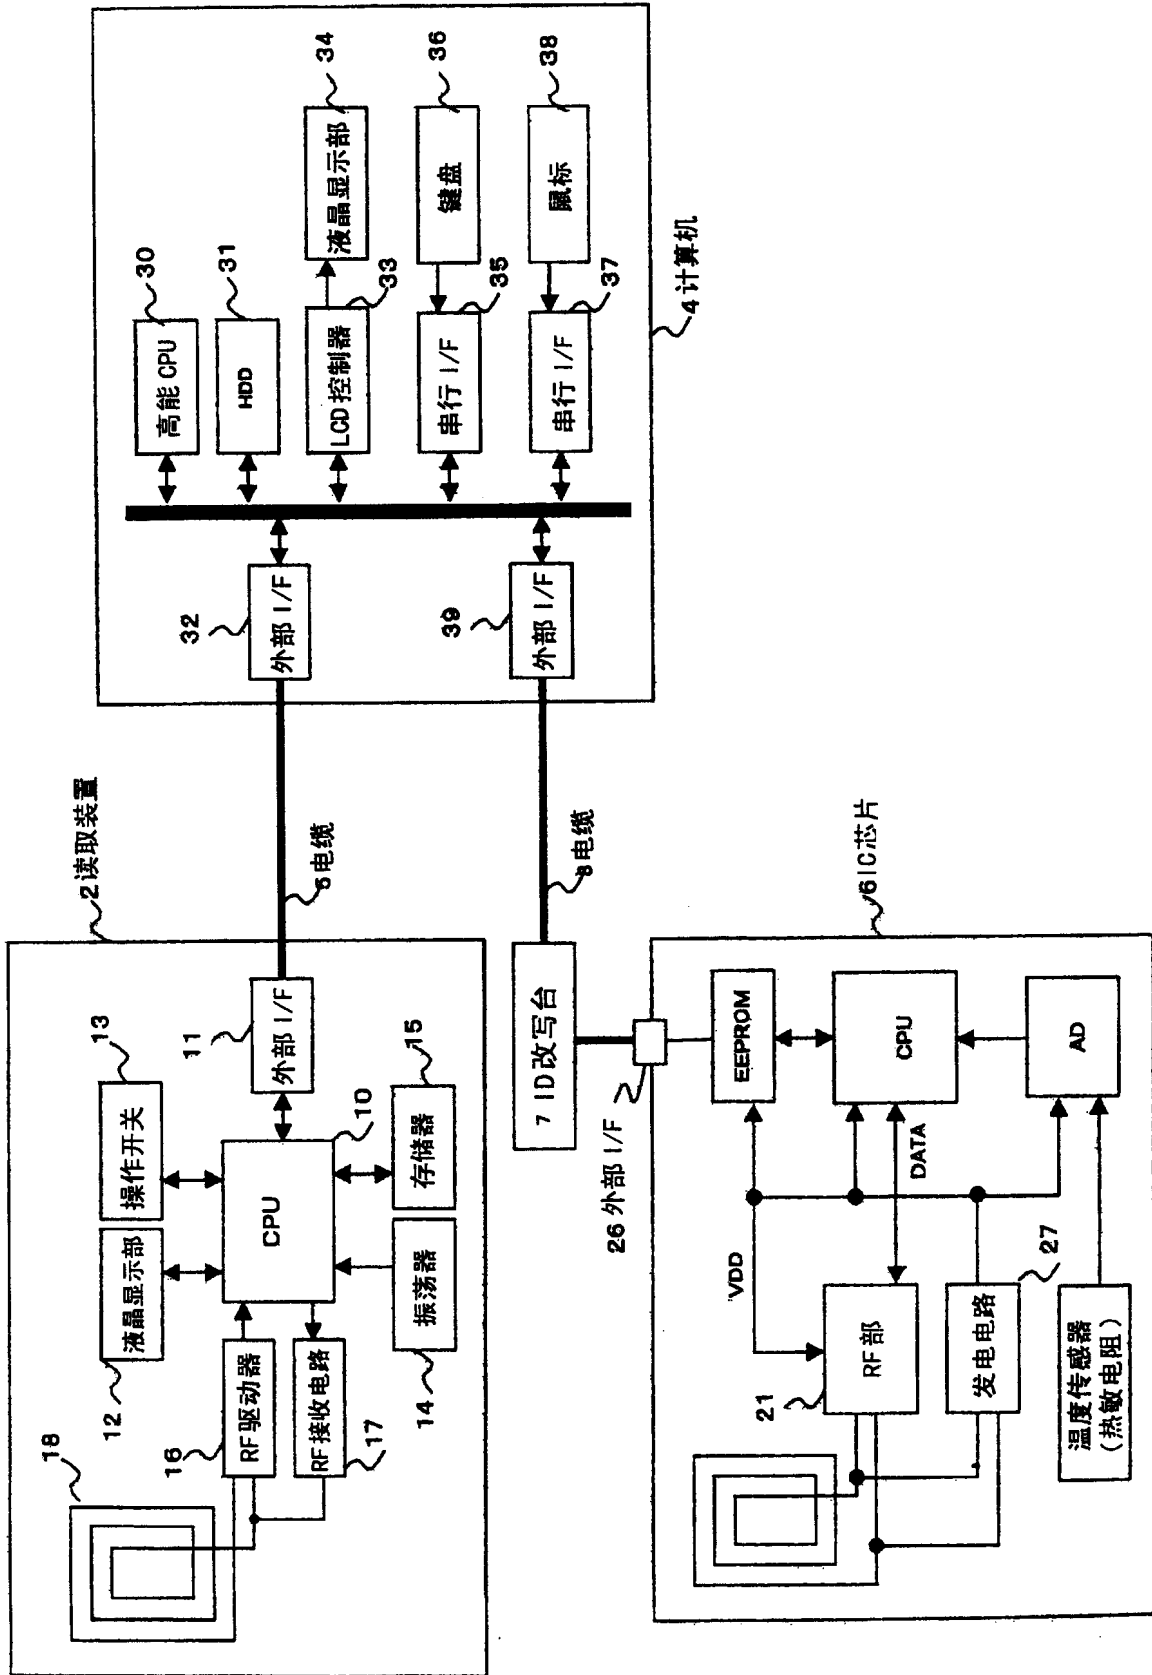 2读取装置
18
12
液晶显示部
13
操作开关
16
RF驱动器
CPU
10
11
外部 I/F
RF接收电路
17
振荡器
14
存储器
15
5电缆
4计算机
30
高能CPU
31
HDD
32
外部 I/F
LCD控制器
33
液晶显示部
34
串行 I/F
35
键盘
36
39
外部 I/F
串行 I/F
37
鼠标
38
8电缆
7 ID改写台
26 外部 I/F
6IC芯片
EEPROM
CPU
AD
VDD
DATA
21
RF部
发电电路
27
温度传感器
(热敏电阻)